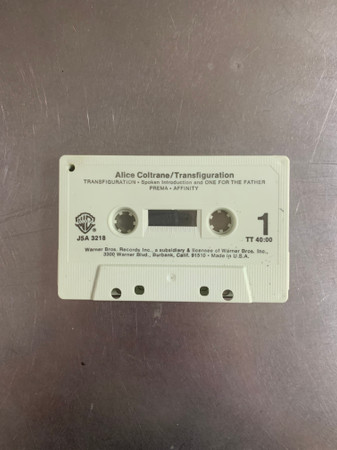 Alice Coltrane/Transfiguration
TRANSFIGURATION • Spoken Introduction and ONE FOR THE FATHER
PREMA • AFFINITY
JSA 3218
1
TT 40:00
Warner Bros. Records Inc., a subsidiary & licensee of Warner Bros. Inc.,
3300 Warner Blvd., Burbank, Calif. 91510 • Made in U.S.A.